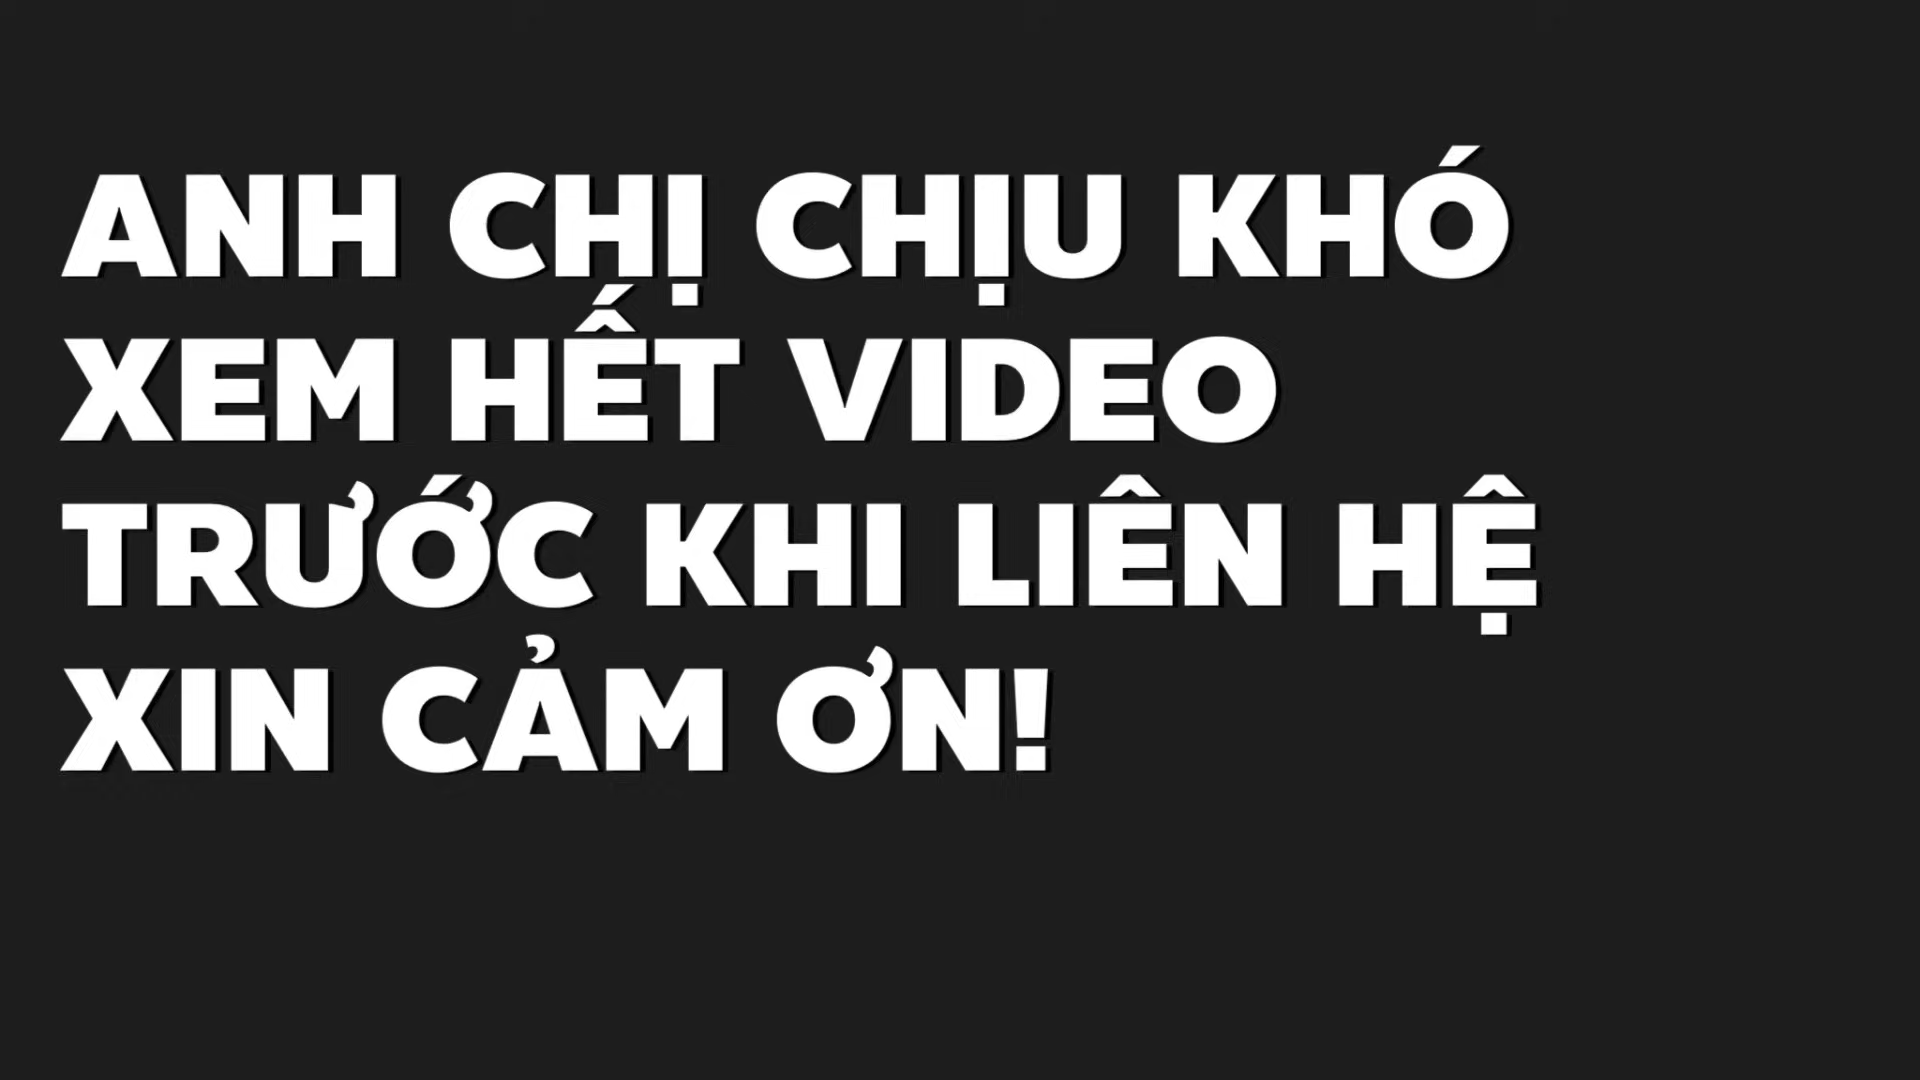 ANH CHỊ CHỊU KHÓ
XEM HẾT VIDEO
TRƯỚC KHI LIÊN HỆ
XIN CẢM ƠN!